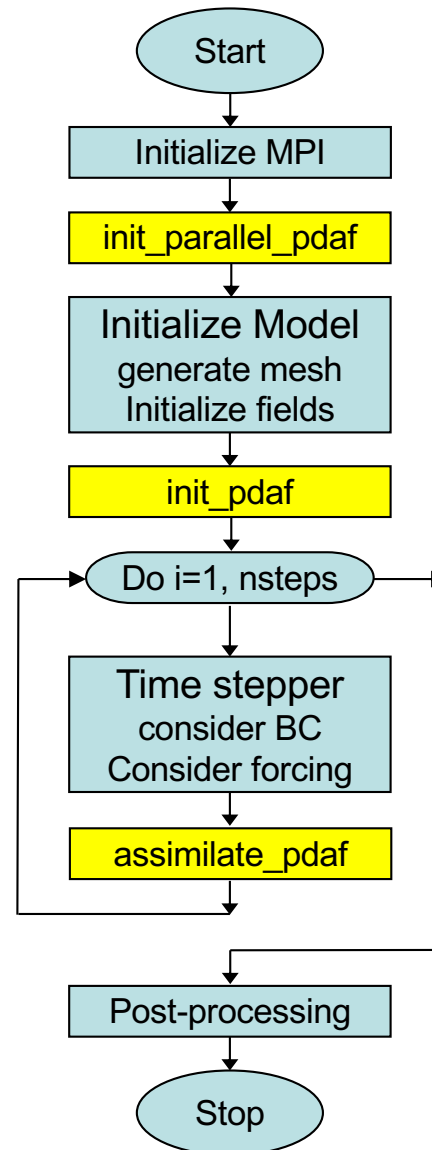 Start
Initialize MPI
init_parallel_pdaf
Initialize Model
generate mesh
Initialize fields
init_pdaf
Do i=1, nsteps
Time stepper
consider BC
Consider forcing
assimilate_pdaf
Post-processing
Stop